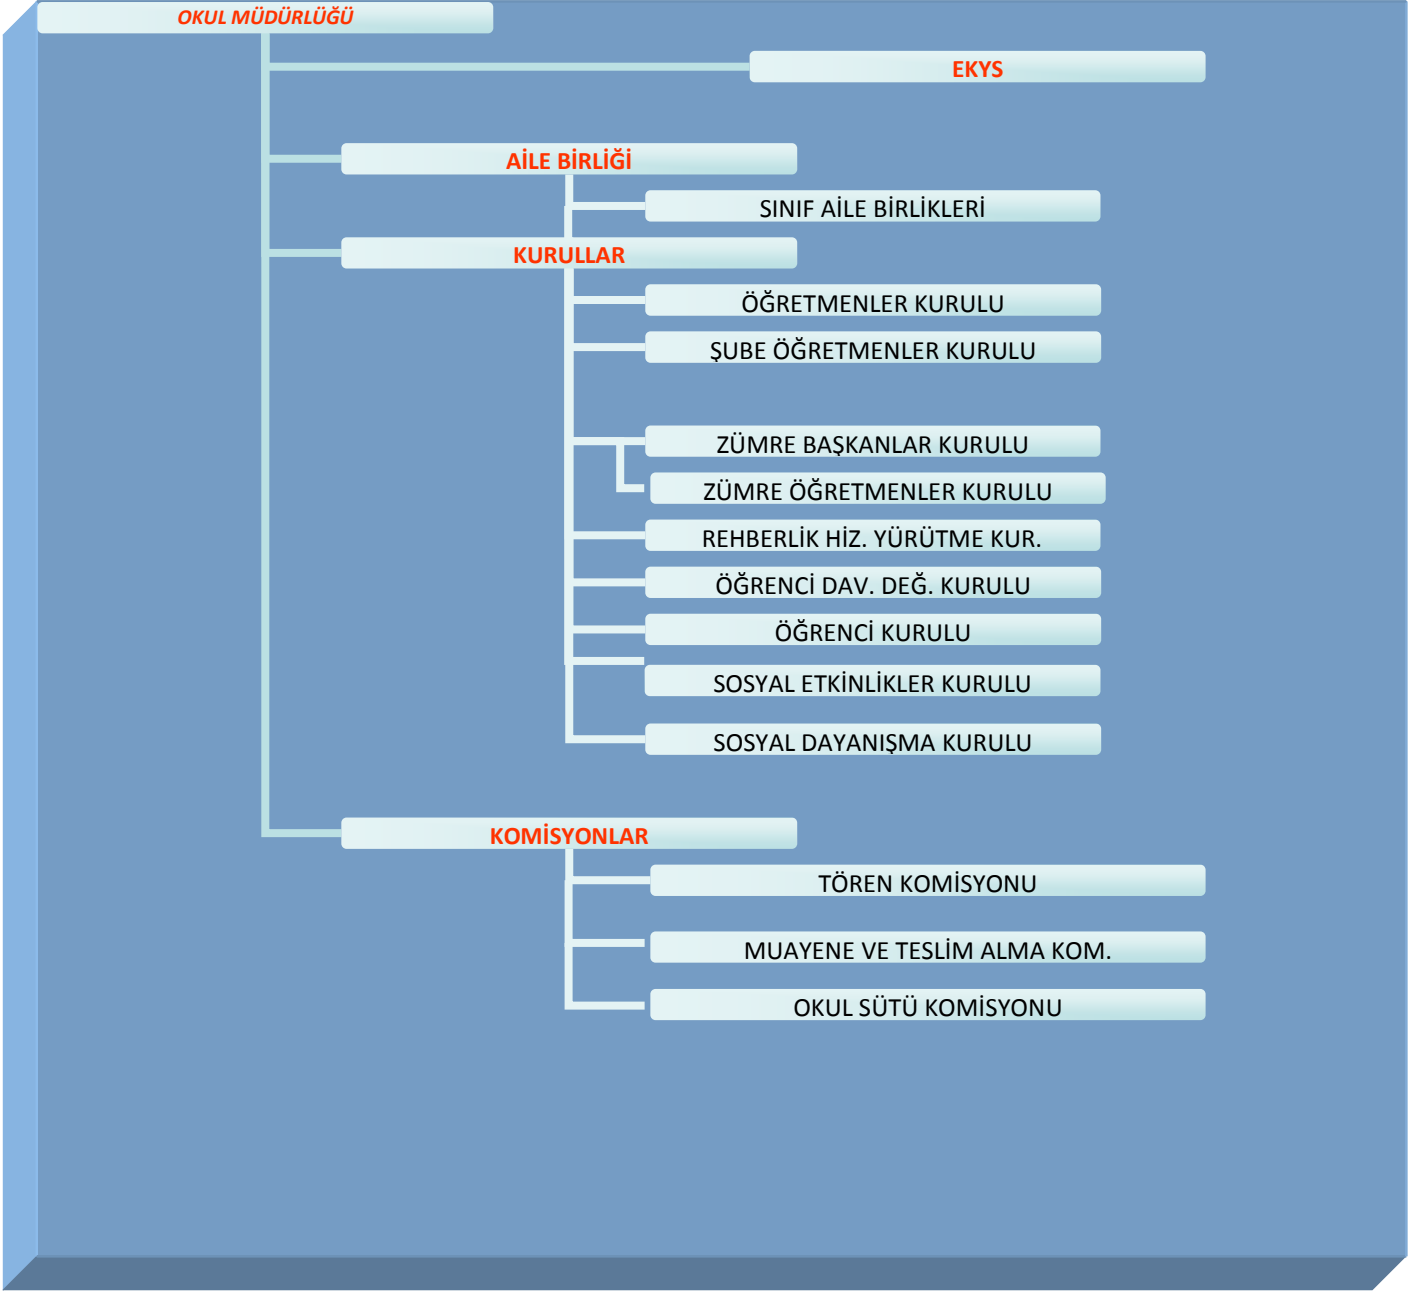 OKUL MÜDÜRLÜĞÜ
EKYS
AİLE BİRLİĞİ
SINIF AİLE BİRLİKLERİ
KURULLAR
ÖĞRETMENLER KURULU
ŞUBE ÖĞRETMENLER KURULU
ZÜMRE BAŞKANLAR KURULU
ZÜMRE ÖĞRETMENLER KURULU
REHBERLİK HİZ. YÜRÜTME KUR.
ÖĞRENCİ DAV. DEĞ. KURULU
ÖĞRENCİ KURULU
SOSYAL ETKİNLİKLER KURULU
SOSYAL DAYANIŞMA KURULU
KOMİSYONLAR
TÖREN KOMİSYONU
MUAYENE VE TESLİM ALMA KOM.
OKUL SÜTÜ KOMİSYONU